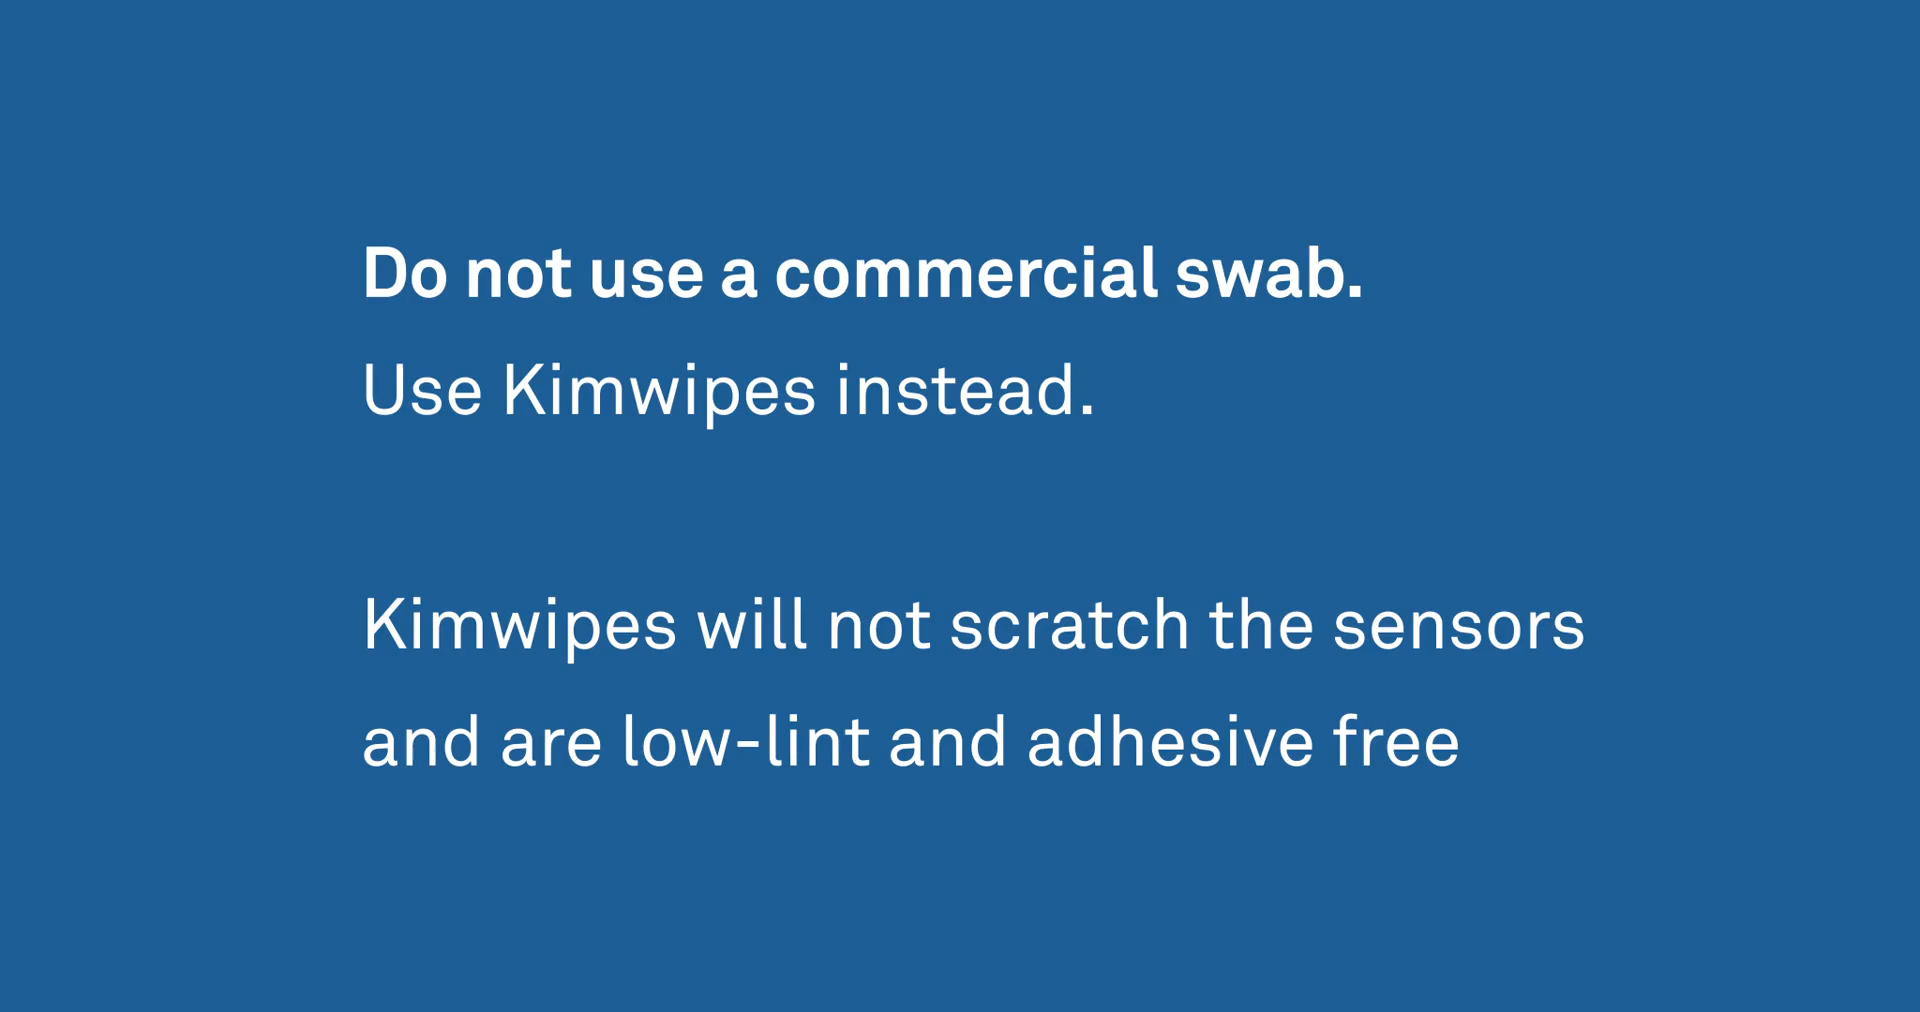 Do not use a commercial swab.
Use Kimwipes instead.
Kimwipes will not scratch the sensors
and are low-lint and adhesive free